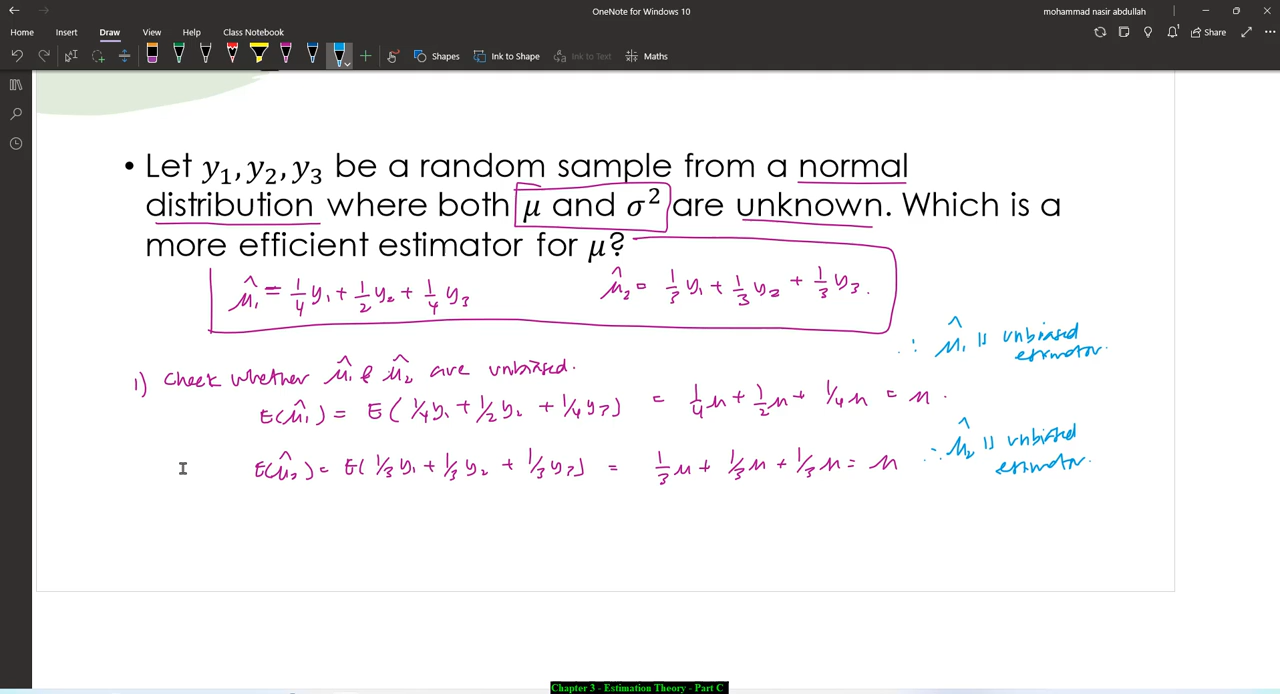 OneNote for Windows 10
mohammad nasir abdullah
Home Insert Draw View Help Class Notebook
Share
Shapes Ink to Shape Ink to Text Maths
• Let y₁, y₂, y₃ be a random sample from a normal
distribution where both μ and σ² are unknown. Which is a
more efficient estimator for μ?
μ̂₁ = 1/4 y₁ + 1/2 y₂ + 1/4 y₃
μ̂₂ = 1/3 y₁ + 1/3 y₂ + 1/3 y₃.
∴ μ̂₁ is unbiased
estimator.
1) Check whether μ̂₁ & μ̂₂ are unbiased.
E(μ̂₁) = E(1/4 y₁ + 1/2 y₂ + 1/4 y₃) = 1/4 μ + 1/2 μ + 1/4 μ = μ.
∴ μ̂₂ is unbiased
estimator.
E(μ̂₂) = E(1/3 y₁ + 1/3 y₂ + 1/3 y₃) = 1/3 μ + 1/3 μ + 1/3 μ = μ
Chapter 3 - Estimation Theory - Part C